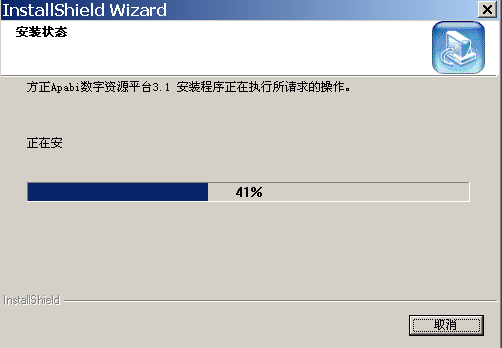 InstallShield Wizard
安装状态
方正Apabi数字资源平台3.1 安装程序正在执行所请求的操作。
正在安
41%
InstallShield
取消